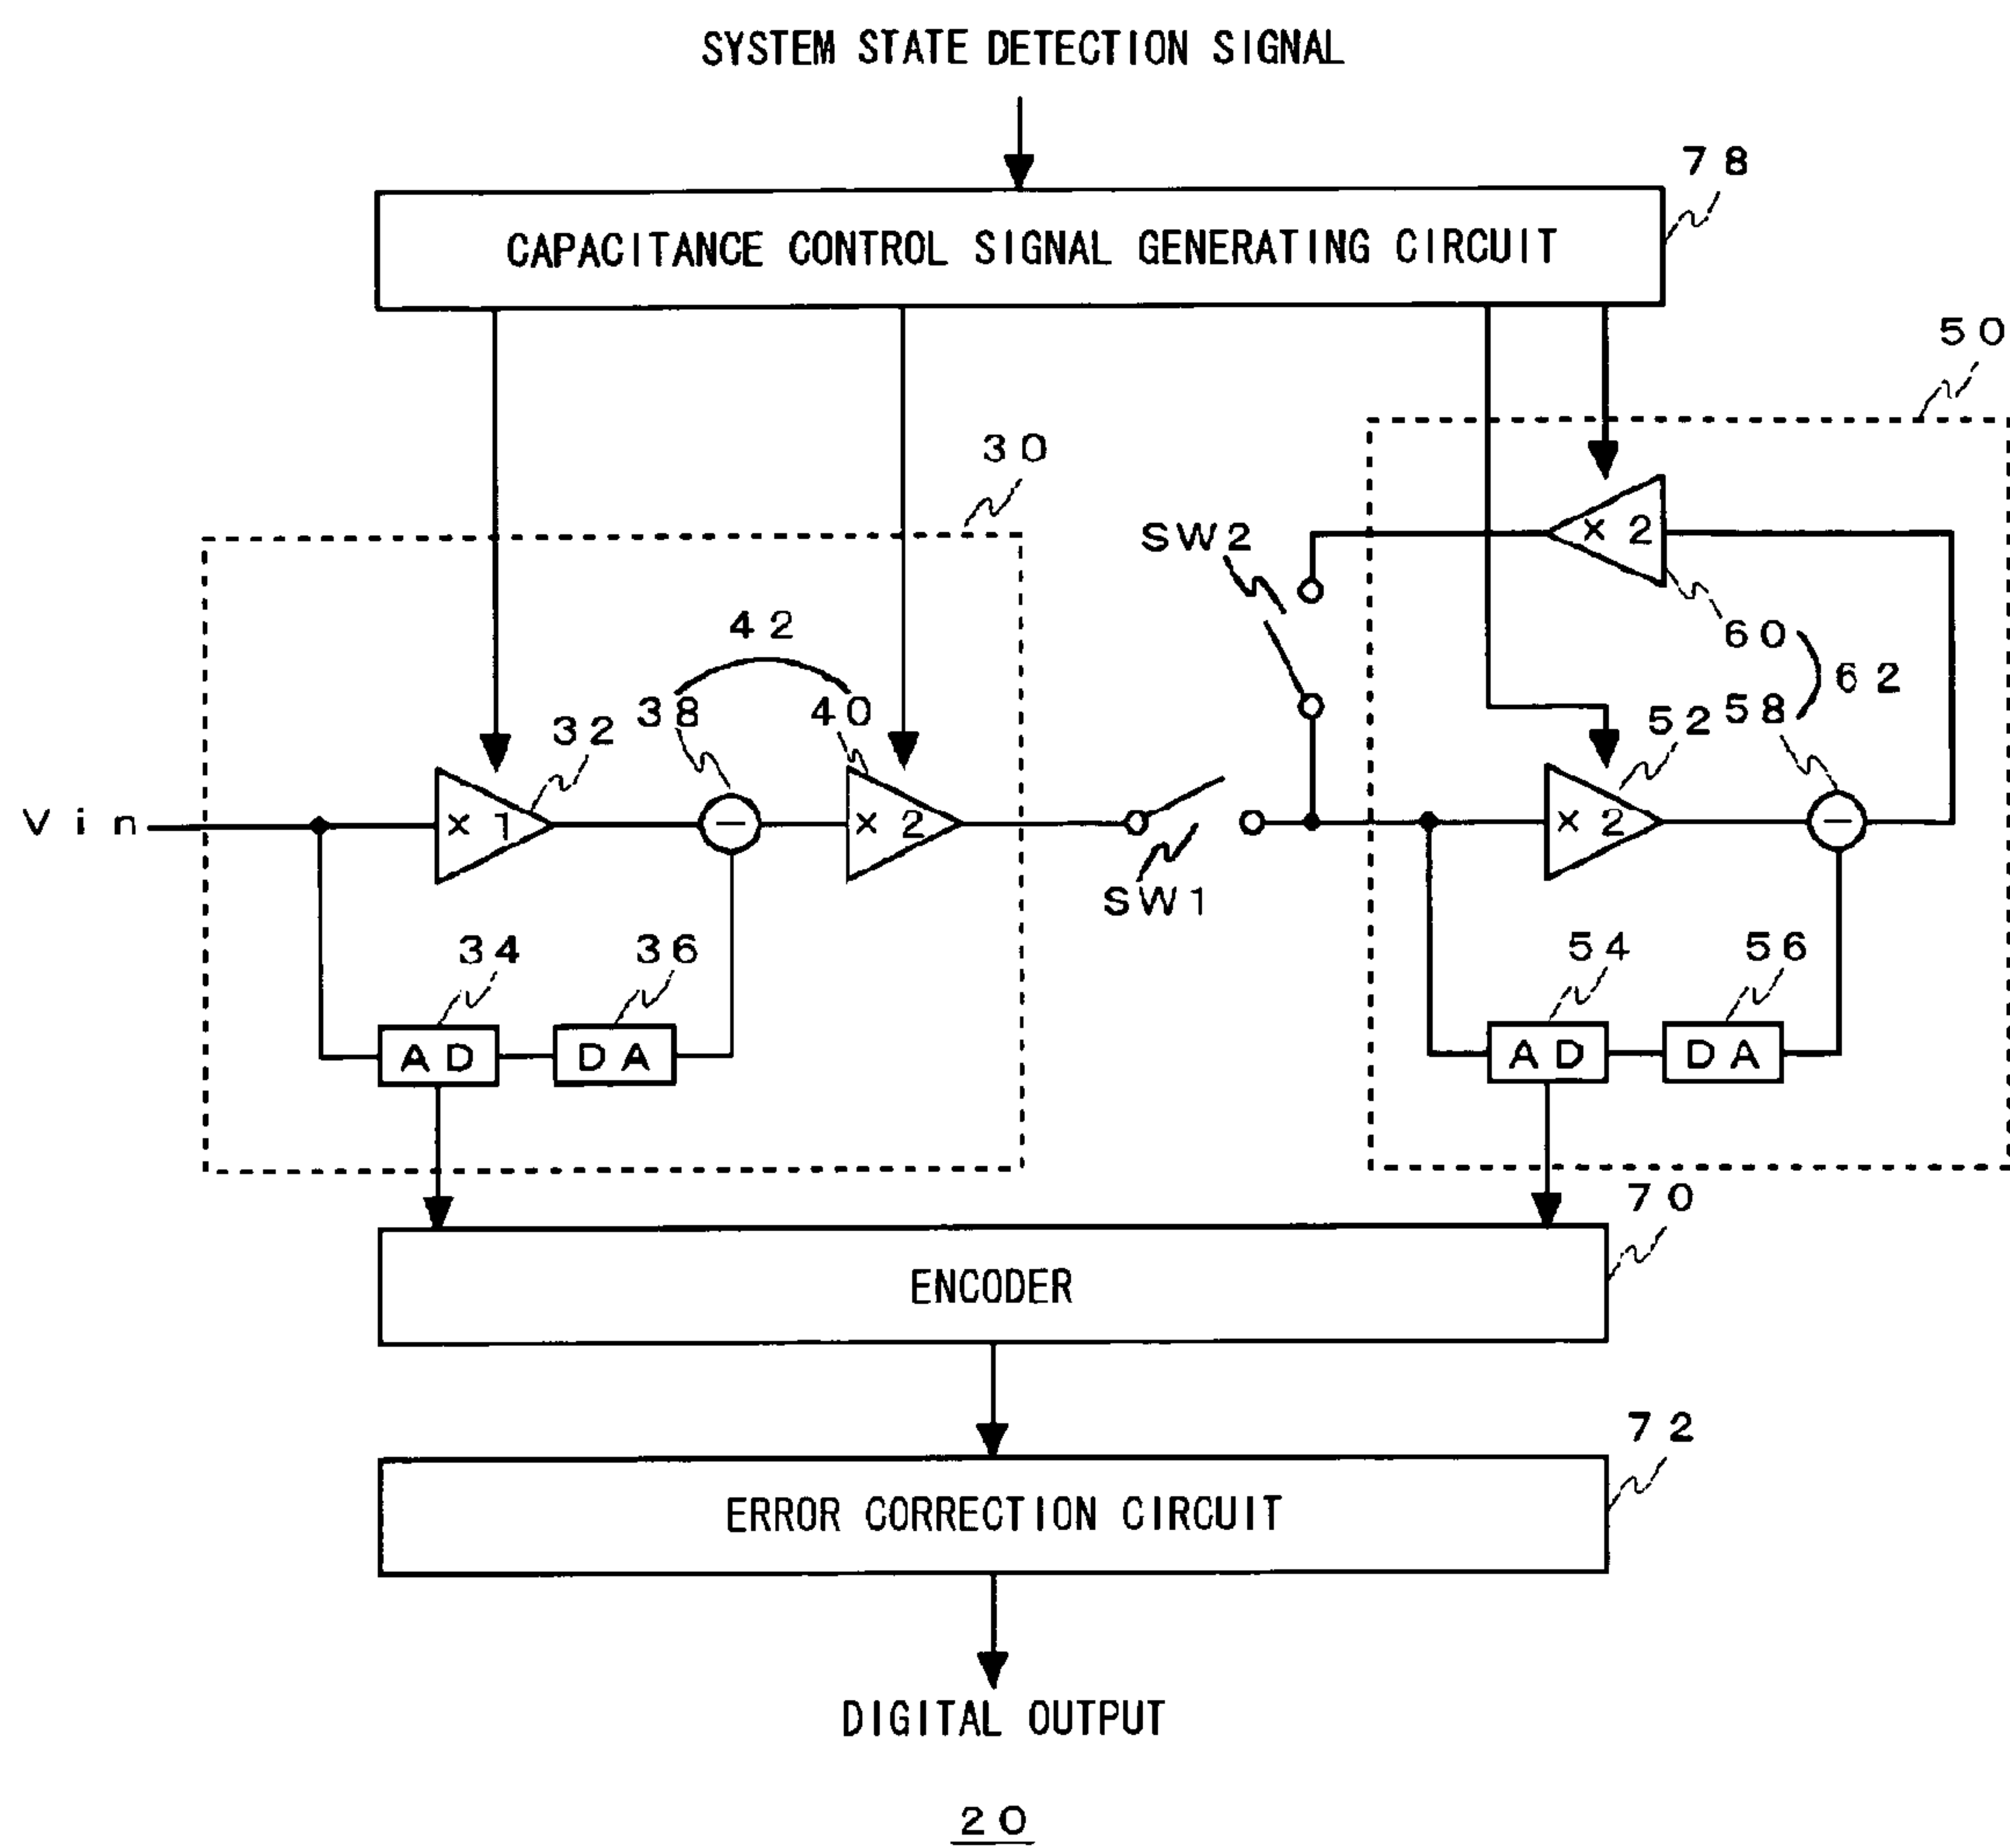 SYSTEM STATE DETECTION SIGNAL
78
CAPACITANCE CONTROL SIGNAL GENERATING CIRCUIT
50
30
SW2
×2
42
60
62
38
40
32
52
58
Vin
×1
−
×2
×2
−
SW1
34
36
54
56
AD
DA
AD
DA
70
ENCODER
72
ERROR CORRECTION CIRCUIT
DIGITAL OUTPUT
20